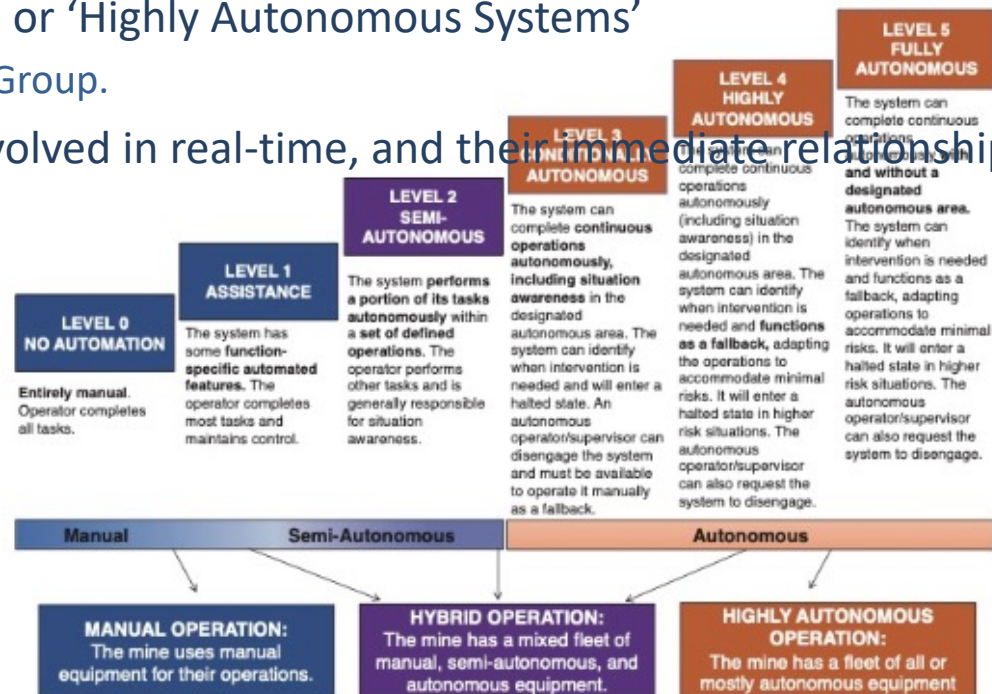 or ‘Highly Autonomous Systems’
Group.
volved in real-time, and their immediate relationship
LEVEL 0
NO AUTOMATION
Entirely manual.
Operator completes
all tasks.
LEVEL 1
ASSISTANCE
The system has
some function-
specific automated
features. The
operator completes
most tasks and
maintains control.
LEVEL 2
SEMI-
AUTONOMOUS
The system performs
a portion of its tasks
autonomously within
a set of defined
operations. The
operator performs
other tasks and is
generally responsible
for situation
awareness.
LEVEL 3
CONDITIONALLY
AUTONOMOUS
The system can
complete continuous
operations
autonomously,
including situation
awareness in the
designated
autonomous area. The
system can identify
when intervention is
needed and will enter a
halted state. An
autonomous
operator/supervisor can
disengage the system
and must be available
to operate it manually
as a fallback.
LEVEL 4
HIGHLY
AUTONOMOUS
The system can
complete continuous
operations
autonomously
(including situation
awareness) in the
designated
autonomous area. The
system can identify
when intervention is
needed and functions
as a fallback, adapting
the operations to
accommodate minimal
risks. It will enter a
halted state in higher
risk situations. The
autonomous
operator/supervisor
can also request the
system to disengage.
LEVEL 5
FULLY
AUTONOMOUS
The system can
complete continuous
operations
autonomously with
and without a
designated
autonomous area.
The system can
identify when
intervention is needed
and functions as a
fallback, adapting
operations to
accommodate minimal
risks. It will enter a
halted state in higher
risk situations. The
autonomous
operator/supervisor
can also request the
system to disengage.
Manual
Semi-Autonomous
Autonomous
MANUAL OPERATION:
The mine uses manual
equipment for their operations.
HYBRID OPERATION:
The mine has a mixed fleet of
manual, semi-autonomous, and
autonomous equipment.
HIGHLY AUTONOMOUS
OPERATION:
The mine has a fleet of all or
mostly autonomous equipment